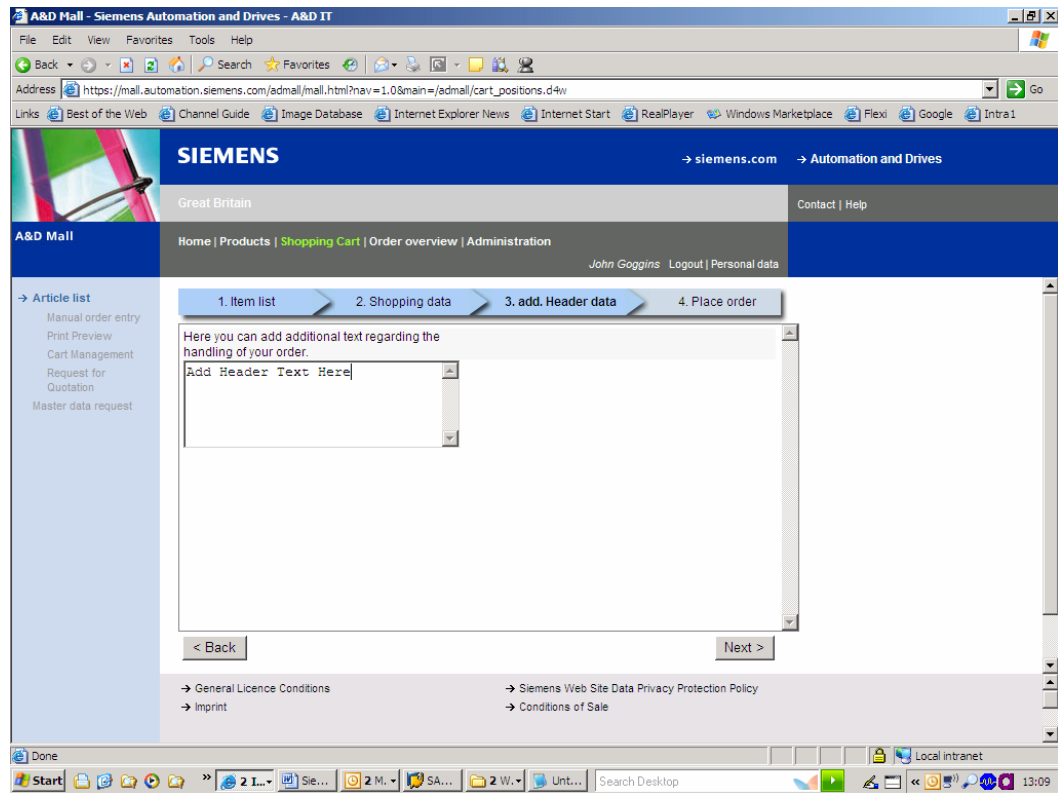 A&D Mall - Siemens Automation and Drives - A&D IT
File Edit View Favorites Tools Help
Back Search Favorites
Address https://mall.automation.siemens.com/admall/mall.html?nav=1.0&main=/admall/cart_positions.d4w Go
Links Best of the Web Channel Guide Image Database Internet Explorer News Internet Start RealPlayer Windows Marketplace Flexi Google Intra1
SIEMENS
→ siemens.com → Automation and Drives
Great Britain
Contact | Help
A&D Mall
Home | Products | Shopping Cart | Order overview | Administration
John Goggins Logout | Personal data
→ Article list
Manual order entry
Print Preview
Cart Management
Request for
Quotation
Master data request
1. Item list 2. Shopping data 3. add. Header data 4. Place order
Here you can add additional text regarding the
handling of your order.
Add Header Text Here
< Back Next >
→ General Licence Conditions → Siemens Web Site Data Privacy Protection Policy
→ Imprint → Conditions of Sale
Done Local intranet
Start » 2 I... Sie... 2 M. SA... 2 W. Unt... Search Desktop « 13:09